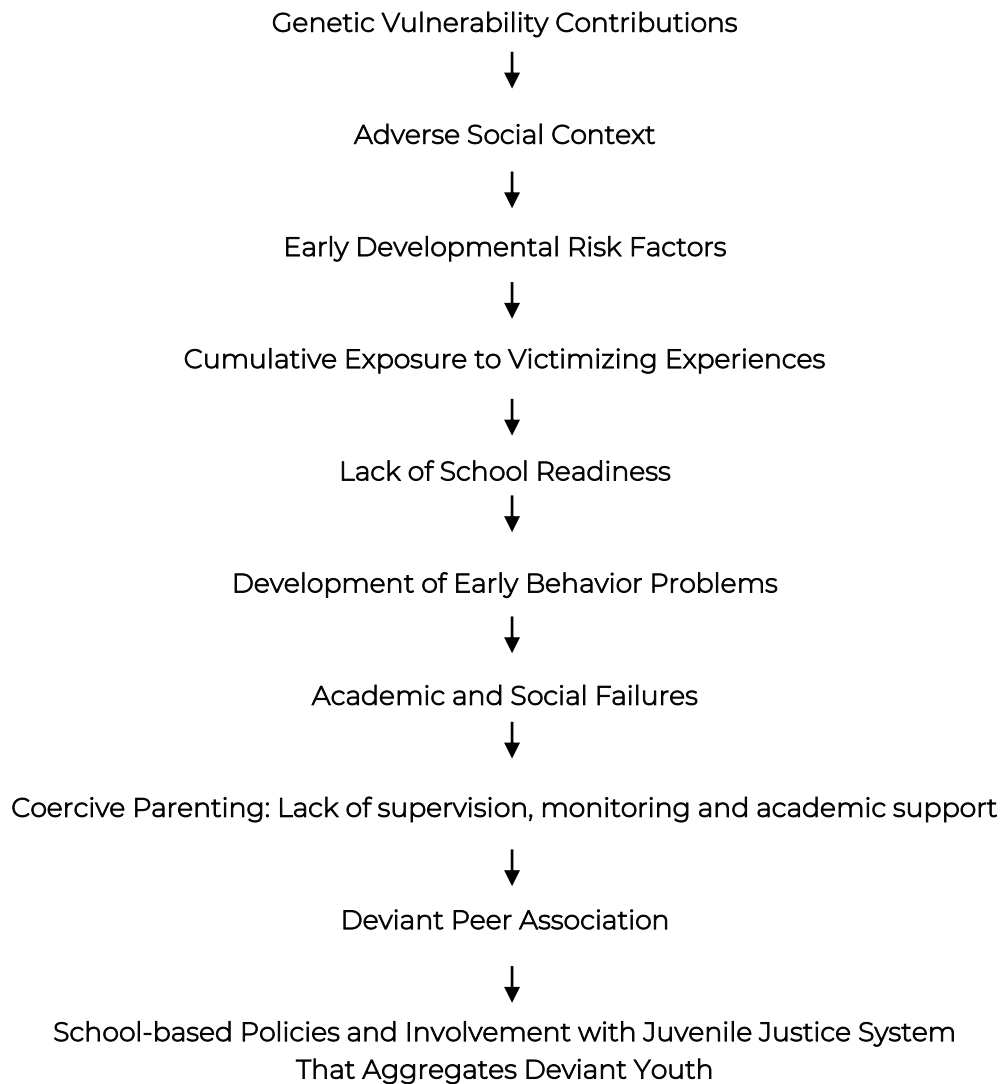 Genetic Vulnerability Contributions
Adverse Social Context
Early Developmental Risk Factors
Cumulative Exposure to Victimizing Experiences
Lack of School Readiness
Development of Early Behavior Problems
Academic and Social Failures
Coercive Parenting: Lack of supervision, monitoring and academic support
Deviant Peer Association
School-based Policies and Involvement with Juvenile Justice System
That Aggregates Deviant Youth